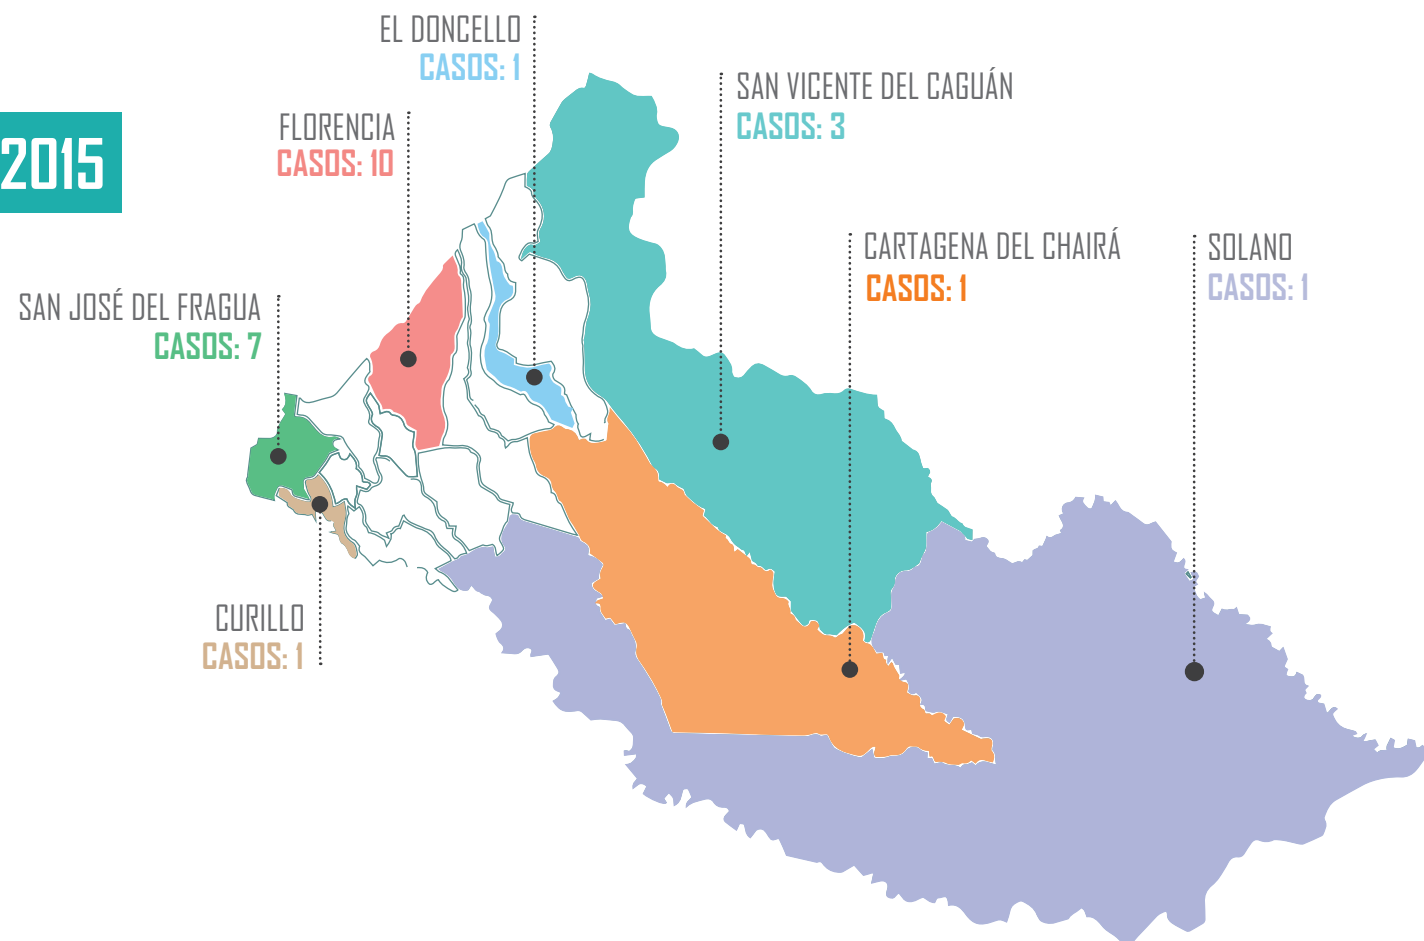 EL DONCELLO
CASOS: 1
SAN VICENTE DEL CAGUÁN
CASOS: 3
FLORENCIA
CASOS: 10
2015
CARTAGENA DEL CHAIRÁ
CASOS: 1
SOLANO
CASOS: 1
SAN JOSÉ DEL FRAGUA
CASOS: 7
CURILLO
CASOS: 1